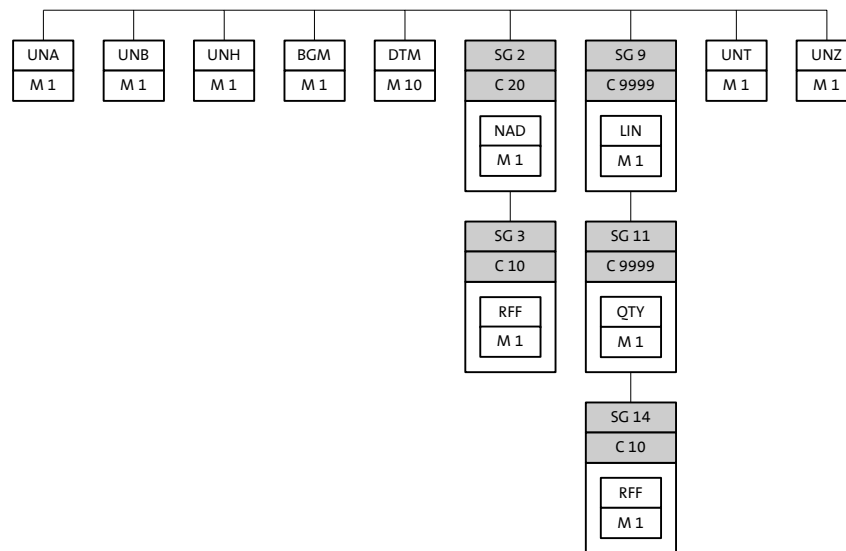 UNA
M 1
UNB
M 1
UNH
M 1
BGM
M 1
DTM
M 10
SG 2
C 20
NAD
M 1
SG 3
C 10
RFF
M 1
SG 9
C 9999
LIN
M 1
SG 11
C 9999
QTY
M 1
SG 14
C 10
RFF
M 1
UNT
M 1
UNZ
M 1